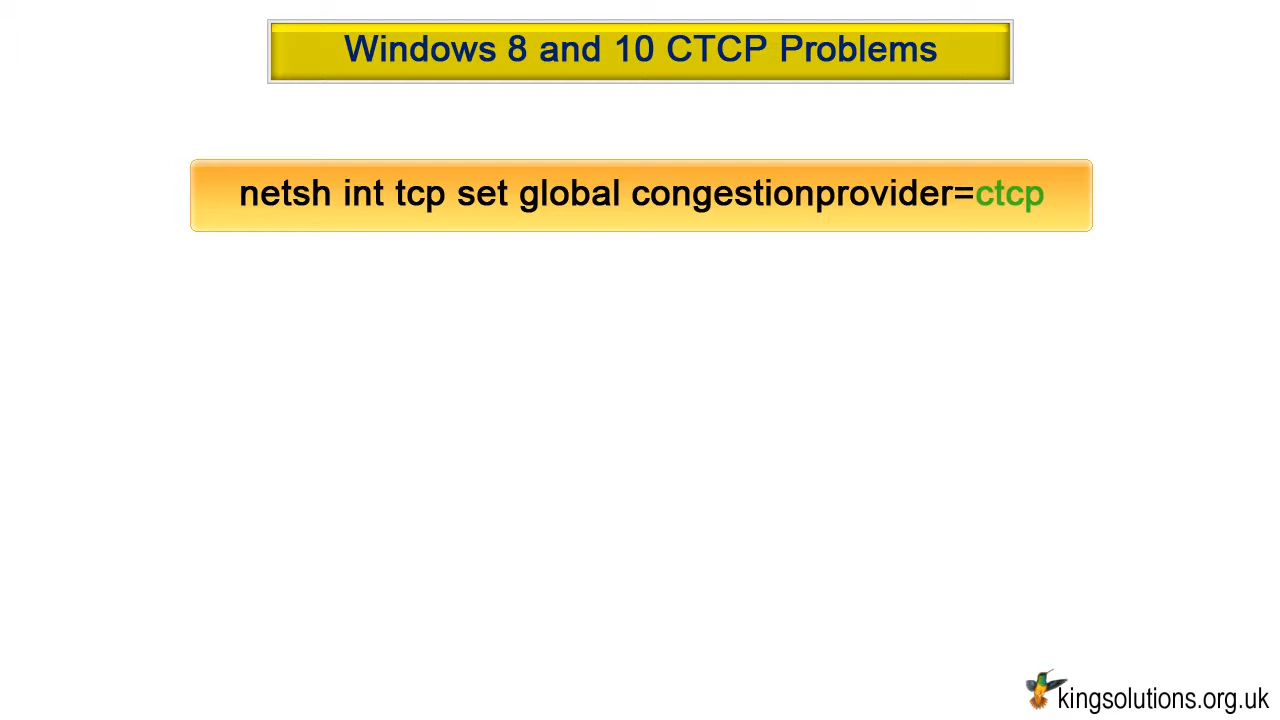 Windows 8 and 10 CTCP Problems
netsh int tcp set global congestionprovider=ctcp
kingsolutions.org.uk